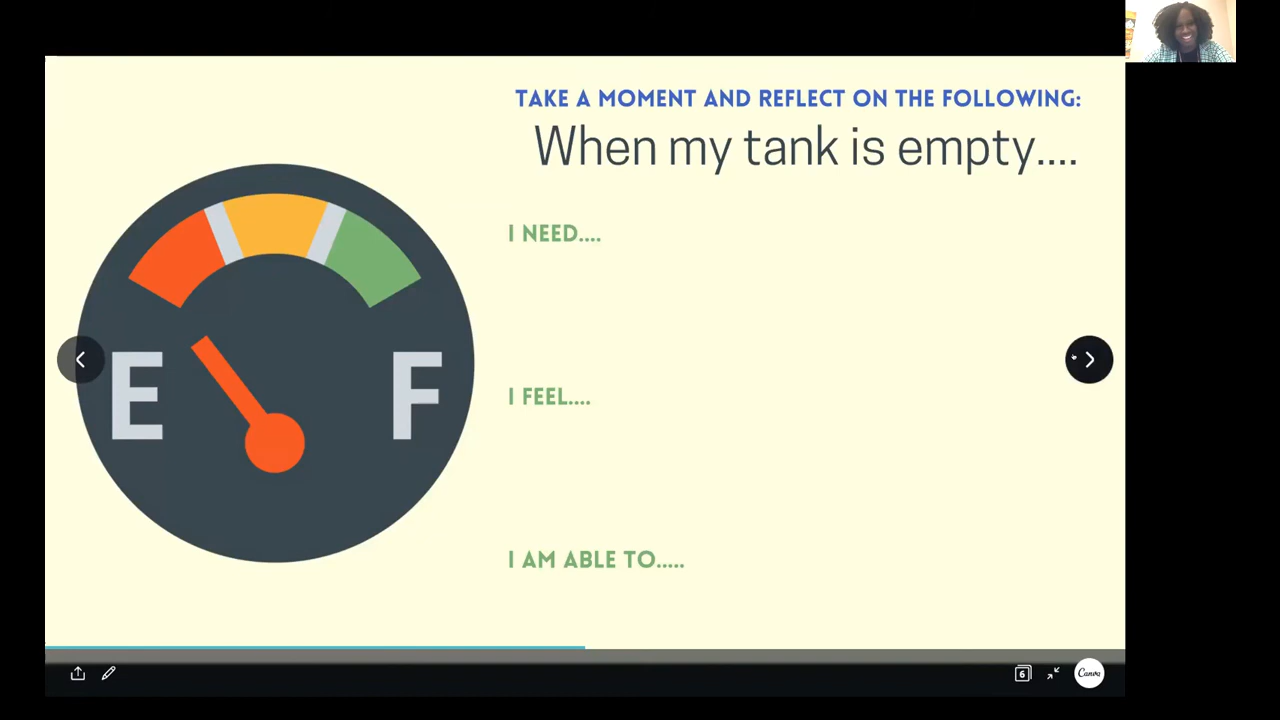 TAKE A MOMENT AND REFLECT ON THE FOLLOWING:
When my tank is empty....
I NEED....
E
F
I FEEL....
I AM ABLE TO.....
6
Canva